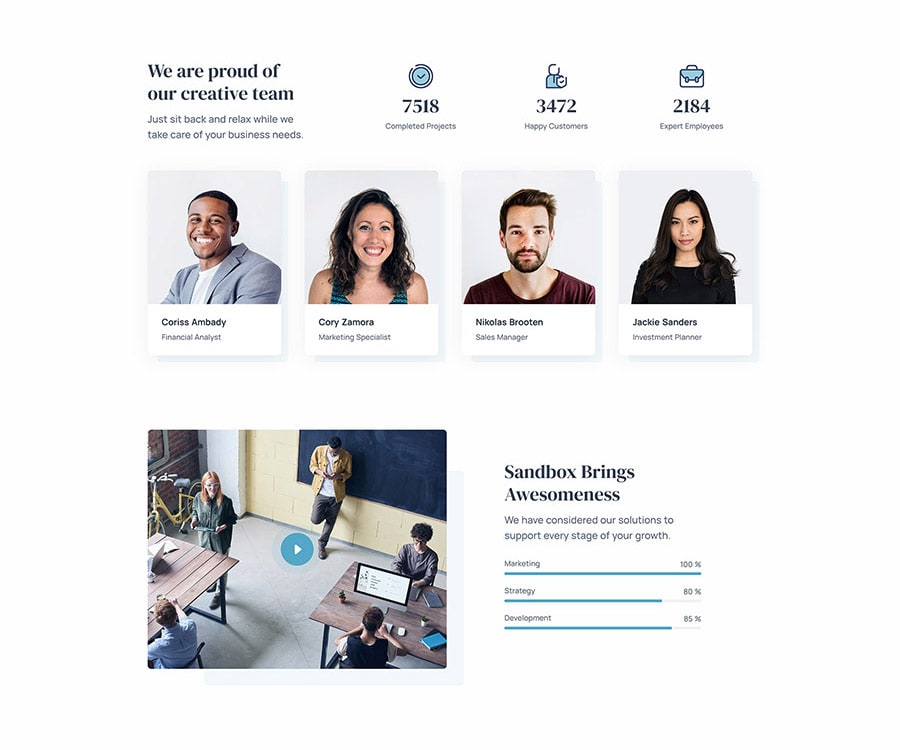 We are proud of
our creative team
Just sit back and relax while we
take care of your business needs.
7518
Completed Projects
3472
Happy Customers
2184
Expert Employees
Coriss Ambady
Financial Analyst
Cory Zamora
Marketing Specialist
Nikolas Brooten
Sales Manager
Jackie Sanders
Investment Planner
Sandbox Brings
Awesomeness
We have considered our solutions to
support every stage of your growth.
Marketing 100 %
Strategy 80 %
Development 85 %